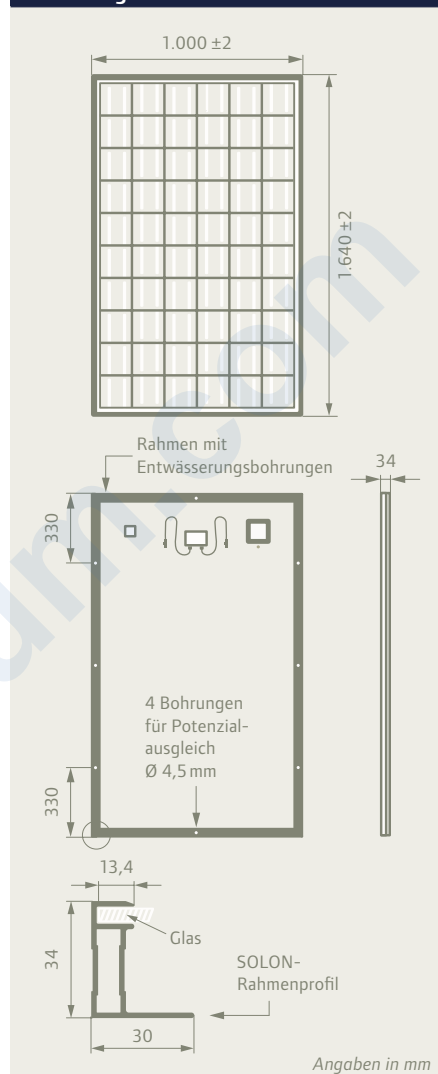 1.000 ±2
1.640 ±2
Rahmen mit
Entwässerungsbohrungen
34
330
4 Bohrungen
für Potenzial-
ausgleich
Ø 4,5 mm
330
13,4
Glas
34
SOLON-
Rahmenprofil
30
Angaben in mm